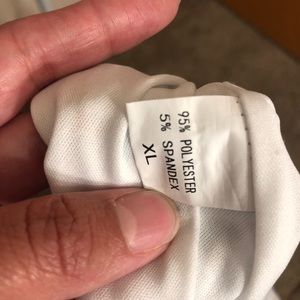 95% POLYESTER
5% SPANDEX
XL